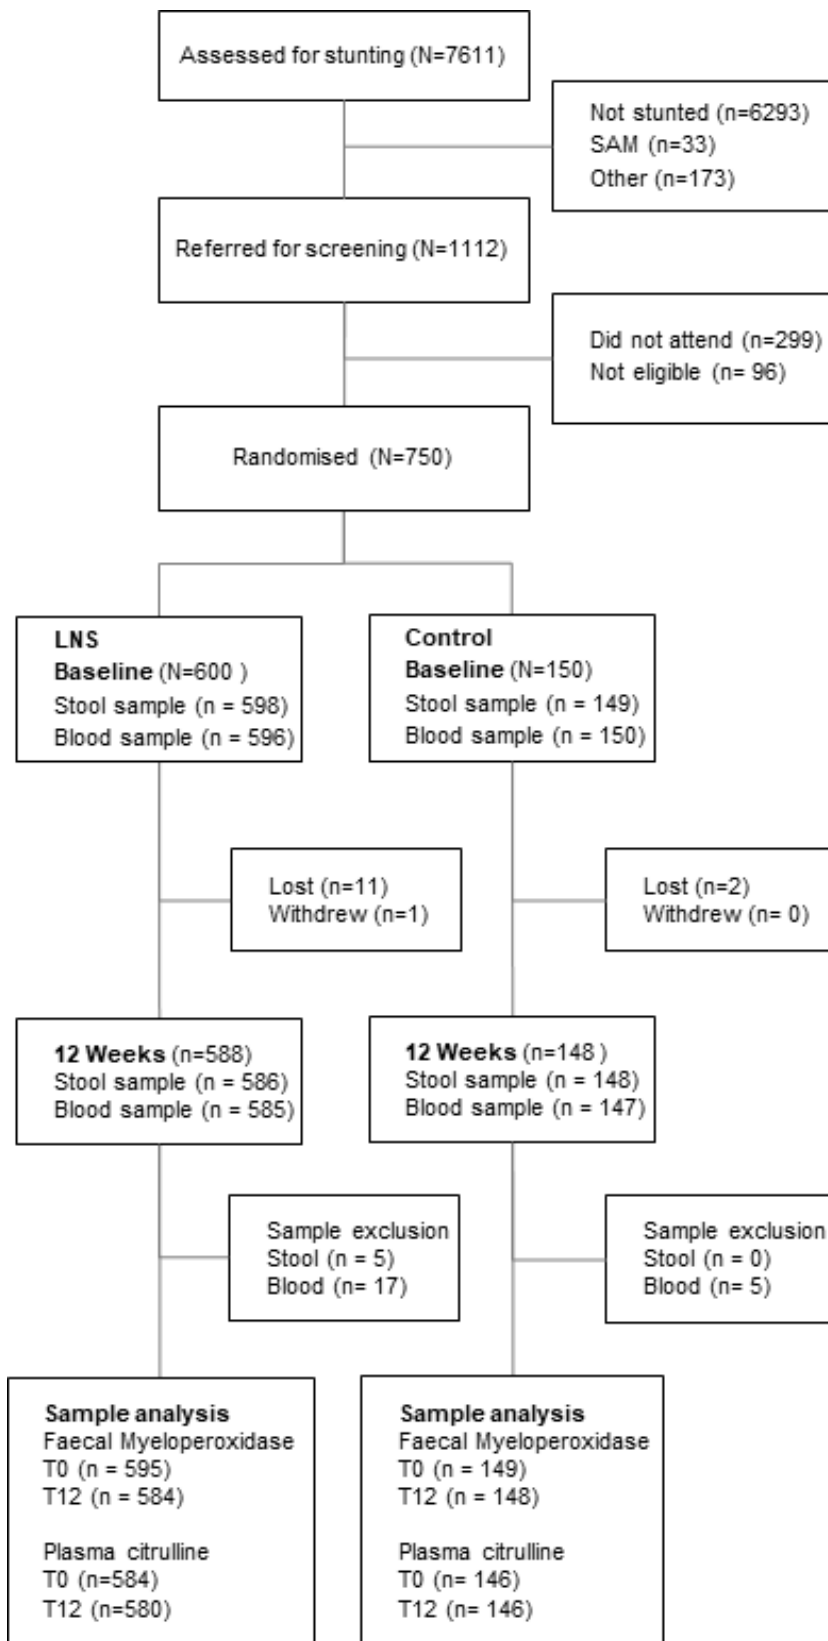 Assessed for stunting (N=7611)
Not stunted (n=6293)
SAM (n=33)
Other (n=173)
Referred for screening (N=1112)
Did not attend (n=299)
Not eligible (n= 96)
Randomised (N=750)
LNS
Baseline (N=600 )
Stool sample (n = 598)
Blood sample (n = 596)
Control
Baseline (N=150)
Stool sample (n = 149)
Blood sample (n = 150)
Lost (n=11)
Withdrew (n=1)
Lost (n=2)
Withdrew (n= 0)
12 Weeks (n=588)
Stool sample (n = 586)
Blood sample (n = 585)
12 Weeks (n=148 )
Stool sample (n = 148)
Blood sample (n = 147)
Sample exclusion
Stool (n = 5)
Blood (n= 17)
Sample exclusion
Stool (n = 0)
Blood (n= 5)
Sample analysis
Faecal Myeloperoxidase
T0 (n = 595)
T12 (n = 584)
Plasma citrulline
T0 (n=584)
T12 (n=580)
Sample analysis
Faecal Myeloperoxidase
T0 (n = 149)
T12 (n = 148)
Plasma citrulline
T0 (n= 146)
T12 (n= 146)